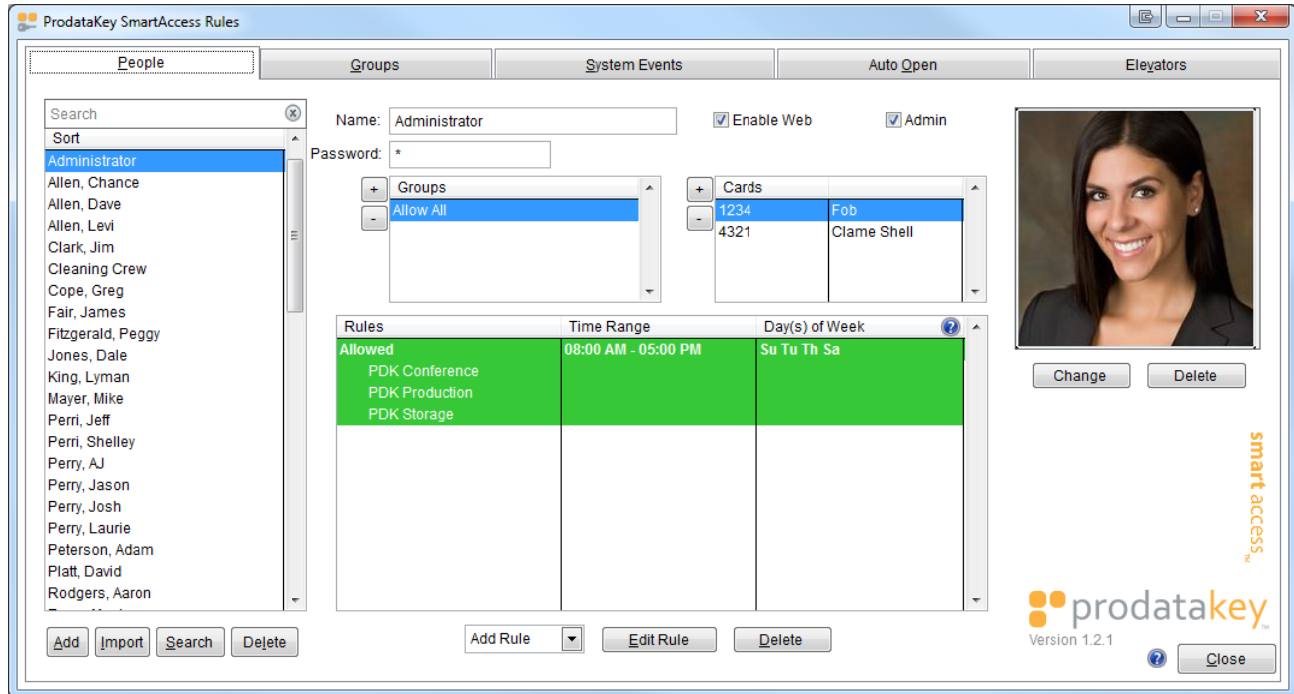 ProdataKey SmartAccess Rules
People Groups System Events Auto Open Elevators
Search
Sort
Administrator
Allen, Chance
Allen, Dave
Allen, Levi
Clark, Jim
Cleaning Crew
Cope, Greg
Fair, James
Fitzgerald, Peggy
Jones, Dale
King, Lyman
Mayer, Mike
Perri, Jeff
Perri, Shelley
Perry, AJ
Perry, Jason
Perry, Josh
Perry, Laurie
Peterson, Adam
Platt, David
Rodgers, Aaron
Add Import Search Delete
Name: Administrator Enable Web Admin
Password: *
+ Groups
- Allow All
+ Cards
- 1234 Fob
4321 Clame Shell
Rules Time Range Day(s) of Week ?
Allowed 08:00 AM - 05:00 PM Su Tu Th Sa
PDK Conference
PDK Production
PDK Storage
Add Rule Edit Rule Delete
Change Delete
smart access™
prodatakey™
Version 1.2.1
? Close